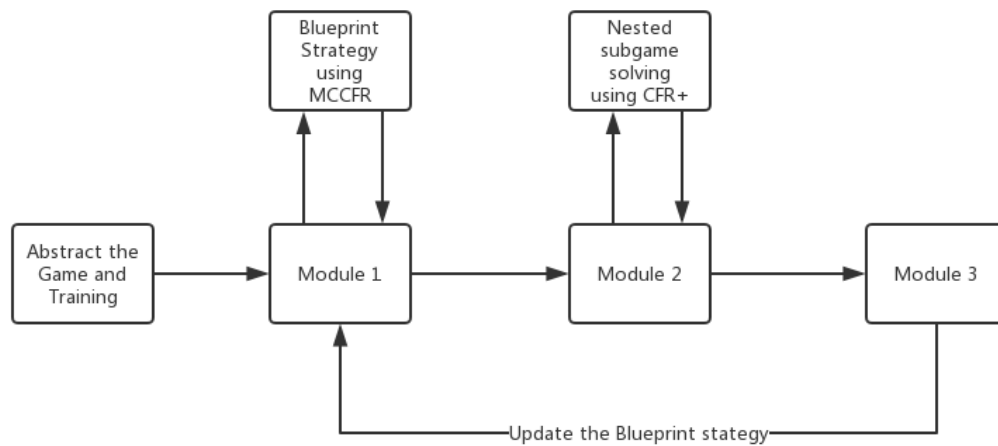 Blueprint
Strategy
using
MCCFR
Nested
subgame
solving
using CFR+
Abstract the
Game and
Training
Module 1
Module 2
Module 3
Update the Blueprint stategy